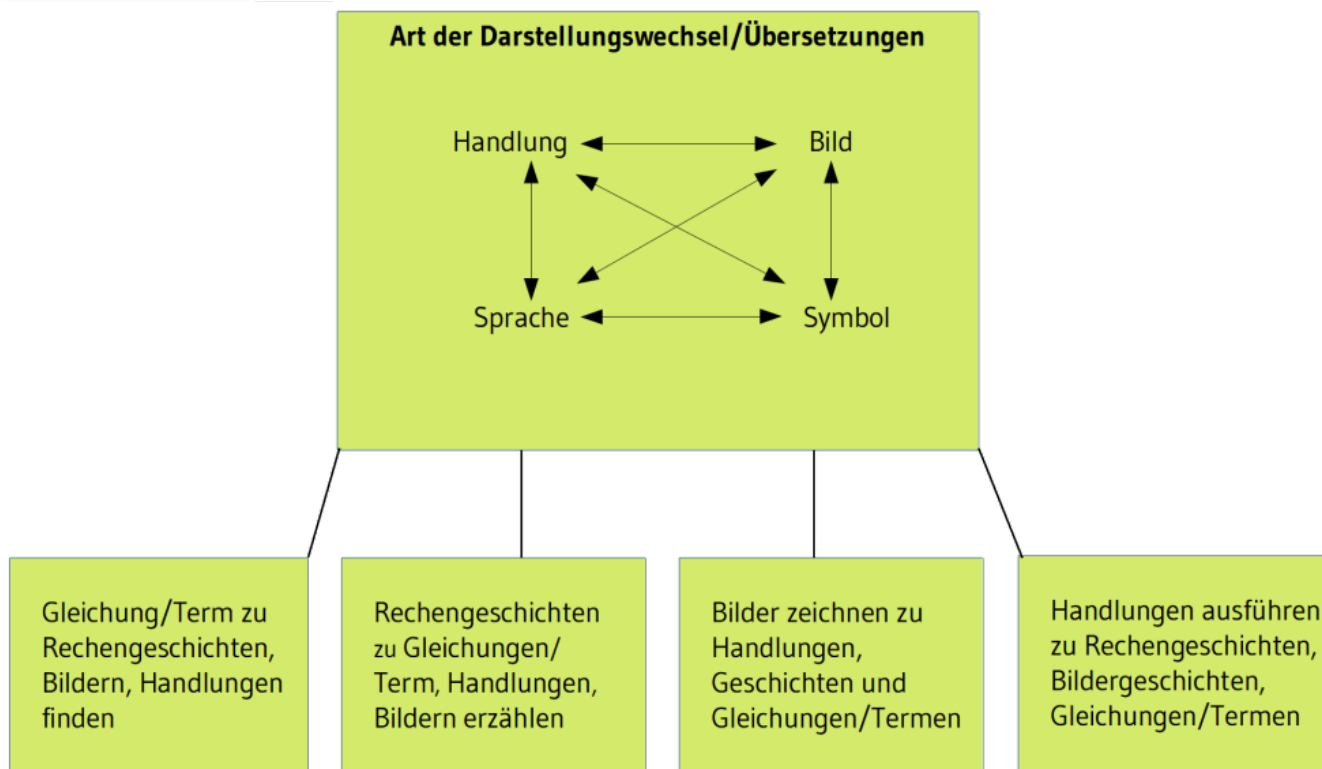 Art der Darstellungswechsel/Übersetzungen
Handlung
Bild
Sprache
Symbol
Gleichung/Term zu
Rechengeschichten,
Bildern, Handlungen
finden
Rechengeschichten
zu Gleichungen/
Term, Handlungen,
Bildern erzählen
Bilder zeichnen zu
Handlungen,
Geschichten und
Gleichungen/Termen
Handlungen ausführen
zu Rechengeschichten,
Bildergeschichten,
Gleichungen/Termen